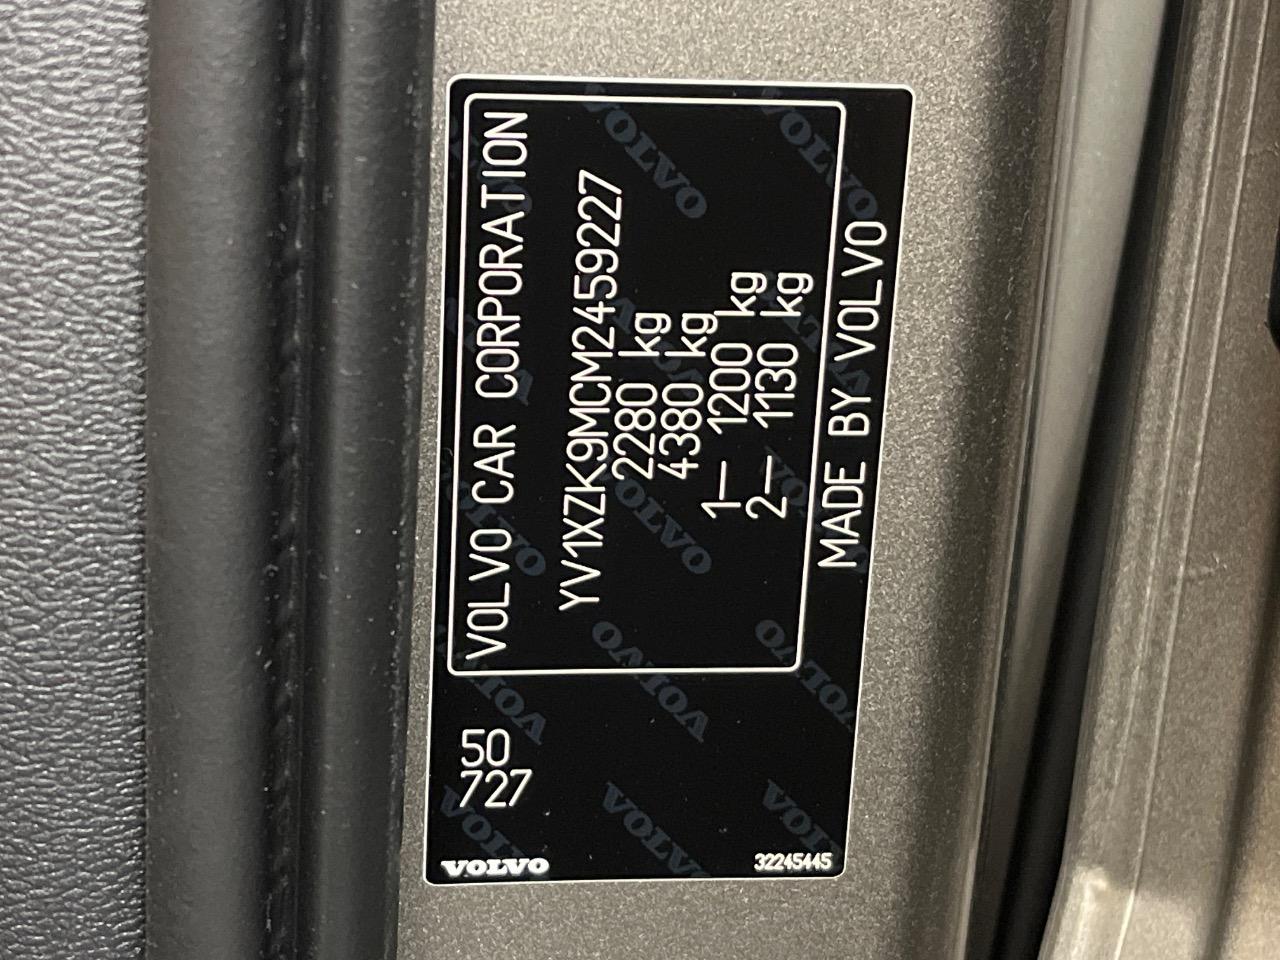 VOLVO CAR CORPORATION
YV1XZK9MCM2459227
2280 kg
4380 kg
1– 1200 kg
2– 1130 kg
MADE BY VOLVO
50
727
VOLVO
32245445